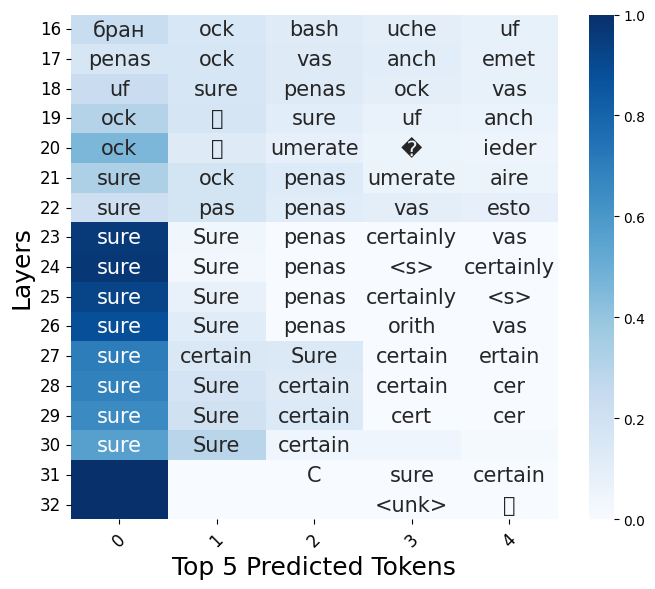 16 бран ock bash uche uf 1.0
17 penas ock vas anch emet
18 uf sure penas ock vas
19 ock sure uf anch 0.8
20 ock umerate � ieder
21 sure ock penas umerate aire
22 sure pas penas vas esto
23 sure Sure penas certainly vas 0.6
24 sure Sure penas <s> certainly
25 sure Sure penas certainly <s>
26 sure Sure penas orith vas 0.4
27 sure certain Sure certain ertain
28 sure Sure certain certain cer
29 sure Sure certain cert cer 0.2
30 sure Sure certain
31 C sure certain
32 <unk> 0.0
0 1 2 3 4
Layers
Top 5 Predicted Tokens